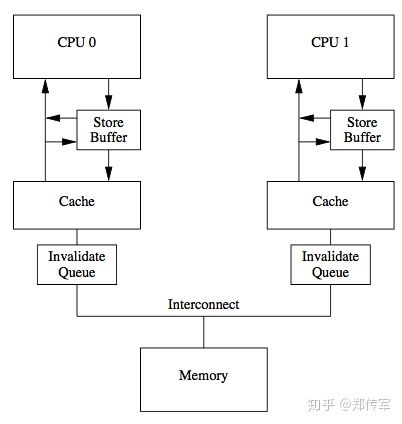 CPU 0
CPU 1
Store
Buffer
Store
Buffer
Cache
Cache
Invalidate
Queue
Invalidate
Queue
Interconnect
Memory
知乎 @郑传军